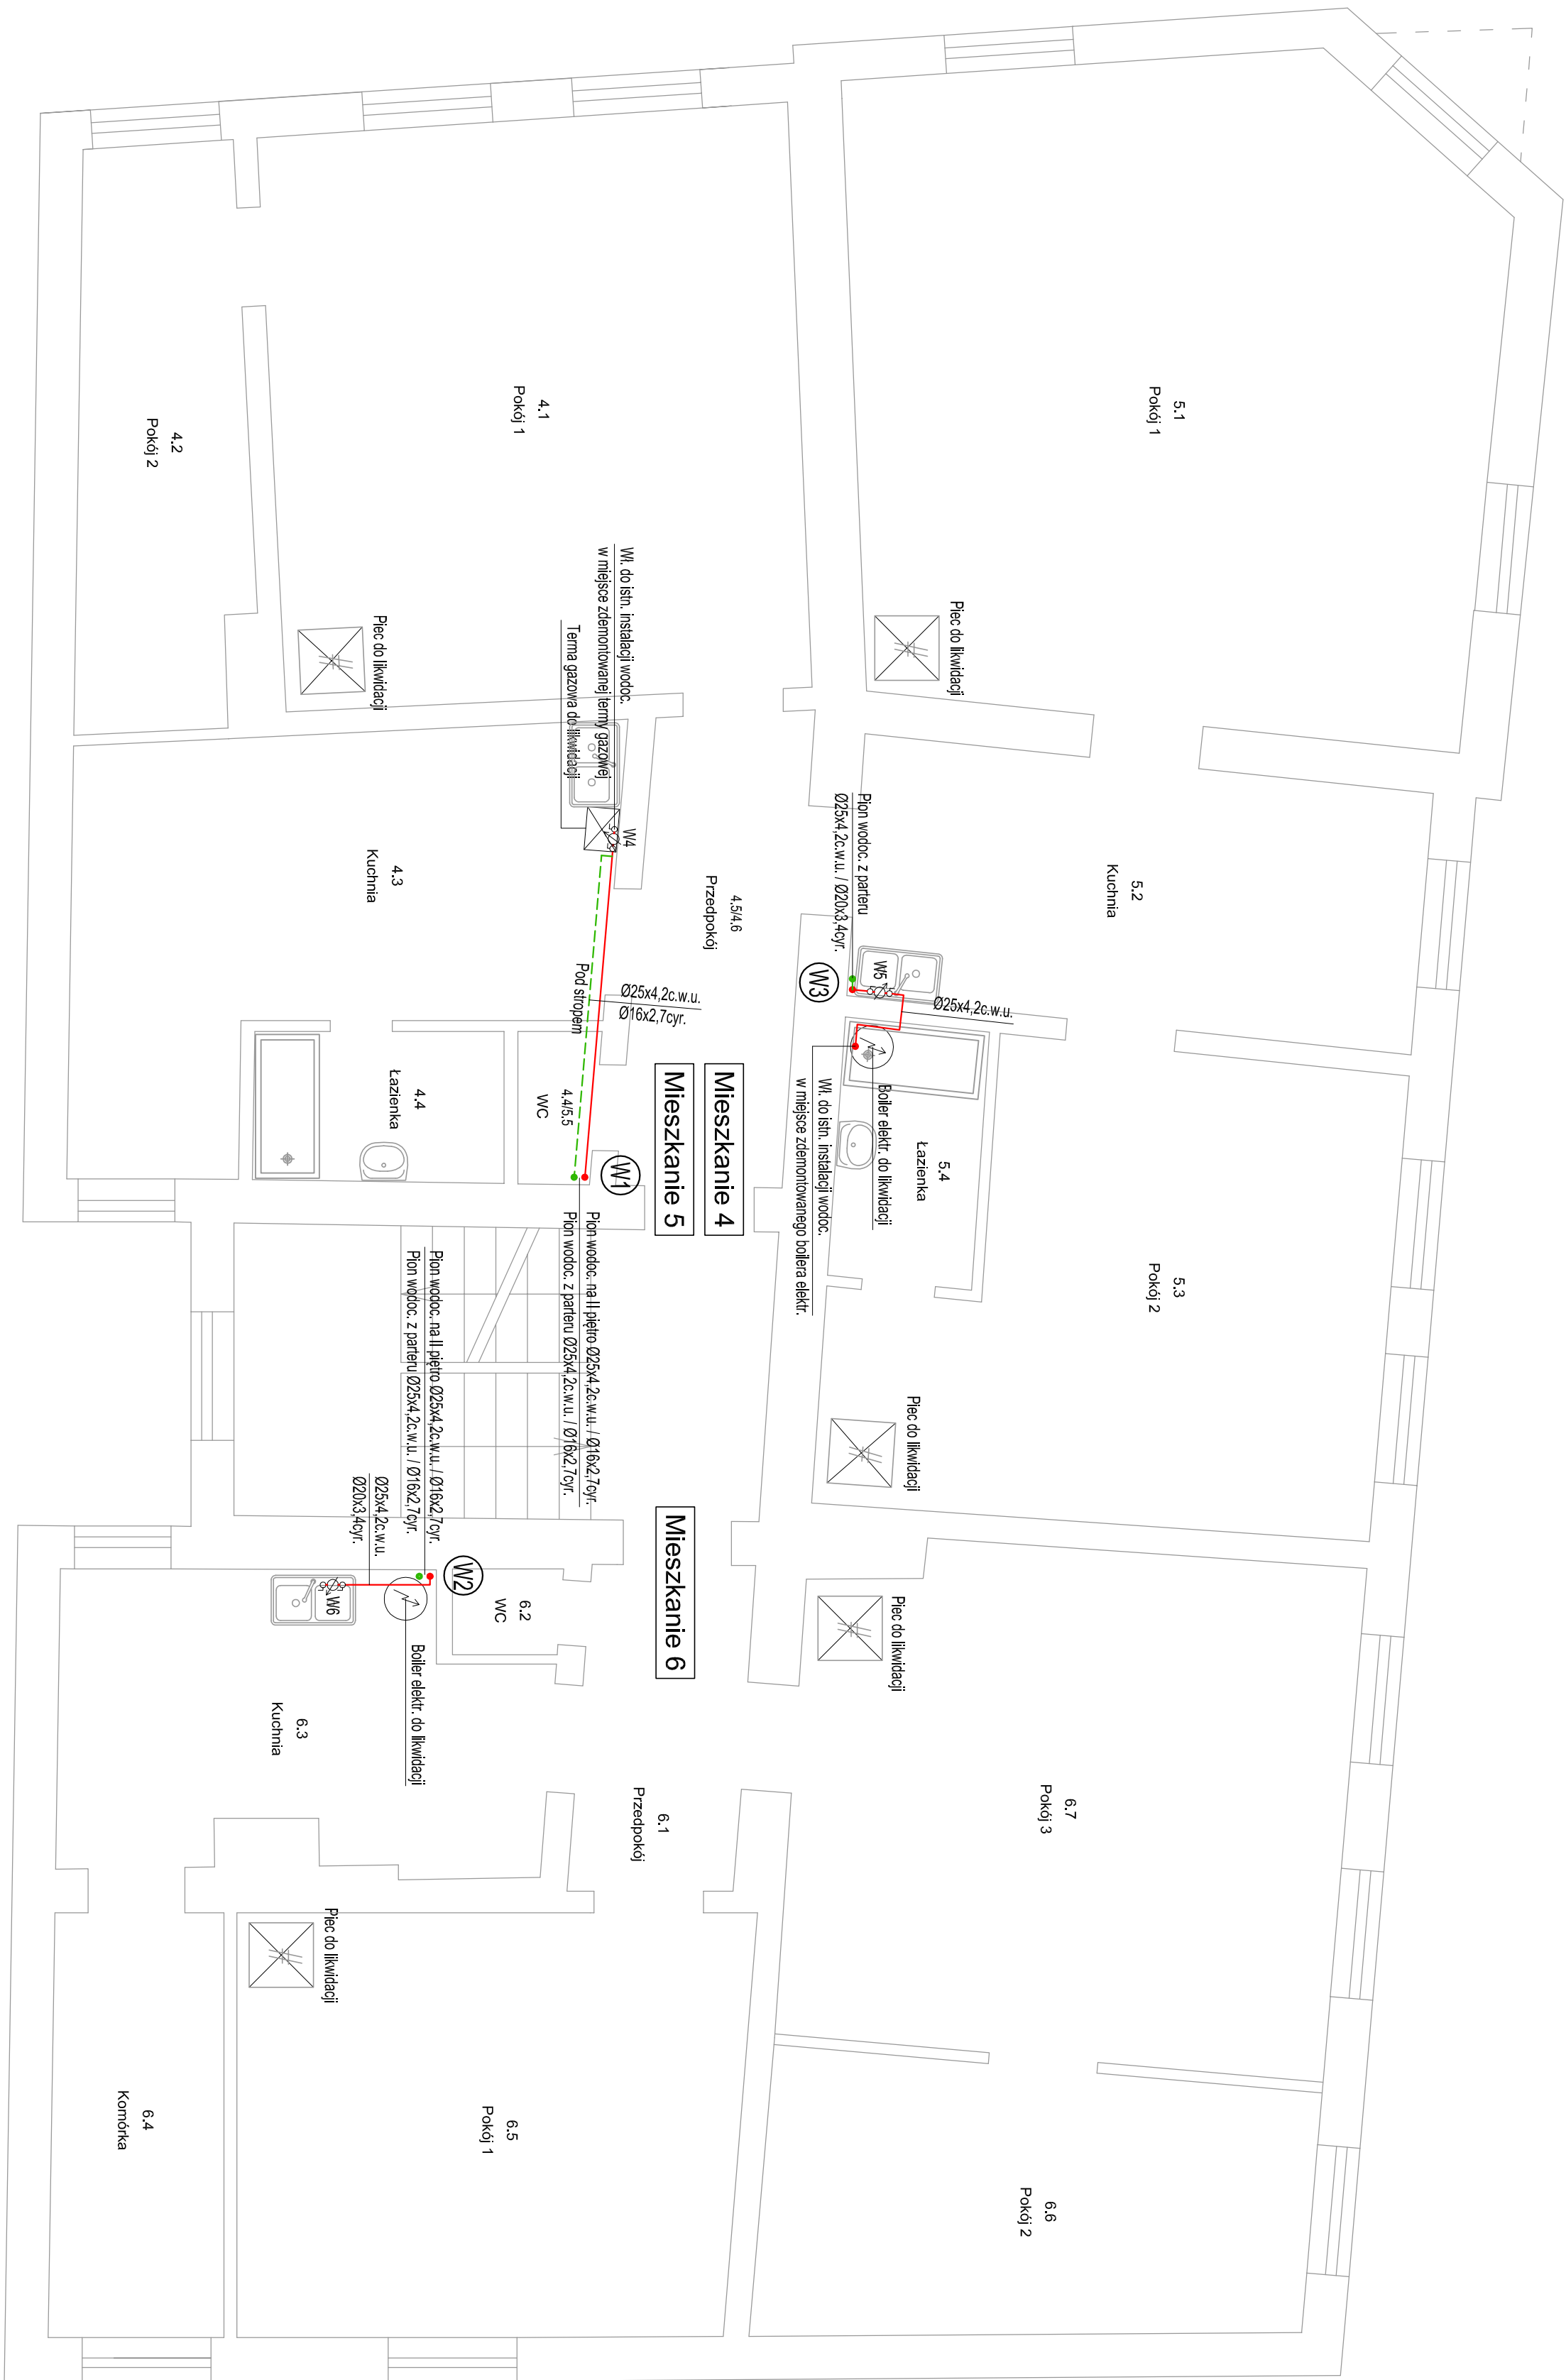 5.1
Pokój 1
Piec do likwidacji
4.1
Pokój 1
4.2
Pokój 2
Piec do likwidacji
Wł. do istn. instalacji wodoc.
w miejsce zdemontowanej termy gazowej
Terma gazowa do likwidacji
W4
4.3
Kuchnia
4.5/4.6
Przedpokój
Pion wodoc. z parteru
Ø25x4,2c.w.u. / Ø20x3,4cyr.
5.2
Kuchnia
W5
W3
Ø25x4,2c.w.u.
Ø25x4,2c.w.u.
Ø16x2,7cyr.
Pod stropem
4.4
Łazienka
4.4/5.5
WC
W1
Mieszkanie 4
Mieszkanie 5
Boiler elektr. do likwidacji
Wł. do istn. instalacji wodoc.
w miejsce zdemontowanego boilera elektr.
5.4
Łazienka
5.3
Pokój 2
Piec do likwidacji
Pion wodoc. na II piętro Ø25x4,2c.w.u. / Ø16x2,7cyr.
Pion wodoc. z parteru Ø25x4,2c.w.u. / Ø16x2,7cyr.
Pion wodoc. na II piętro Ø25x4,2c.w.u. / Ø16x2,7cyr.
Pion wodoc. z parteru Ø25x4,2c.w.u. / Ø16x2,7cyr.
Ø25x4,2c.w.u.
Ø20x3,4cyr.
Mieszkanie 6
W2
W6
6.2
WC
Boiler elektr. do likwidacji
6.3
Kuchnia
Piec do likwidacji
6.1
Przedpokój
6.7
Pokój 3
Piec do likwidacji
6.5
Pokój 1
6.4
Komórka
6.6
Pokój 2